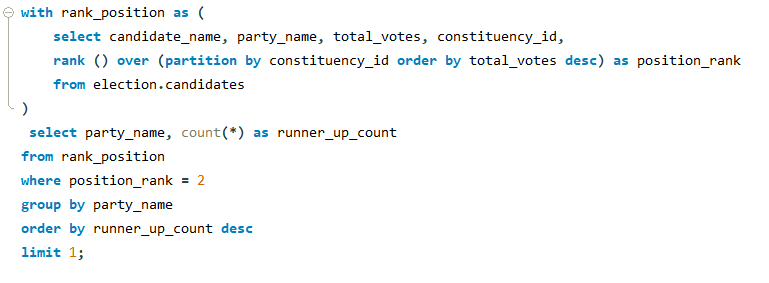 with rank_position as (
select candidate_name, party_name, total_votes, constituency_id,
rank () over (partition by constituency_id order by total_votes desc) as position_rank
from election.candidates
)
select party_name, count(*) as runner_up_count
from rank_position
where position_rank = 2
group by party_name
order by runner_up_count desc
limit 1;